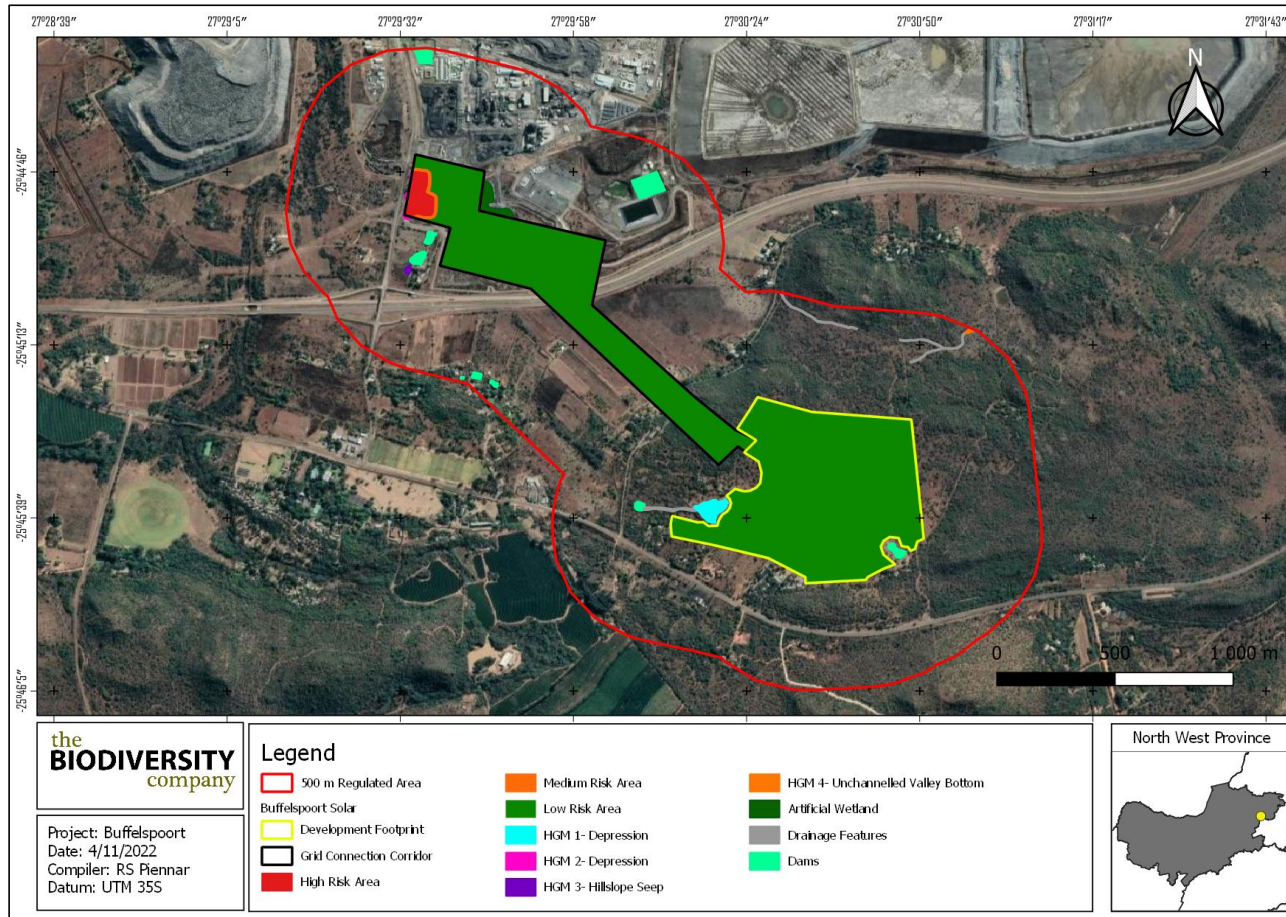 27°28'39" 27°29'5" 27°29'32" 27°29'58" 27°30'24" 27°30'50" 27°31'17" 27°31'43"
N
-25°44'46"
-25°45'13"
-25°45'39"
-25°46'5"
0 500 1 000 m
the
BIODIVERSITY
company
Project: Buffelspoort
Date: 4/11/2022
Compiler: RS Piennar
Datum: UTM 35S
Legend
500 m Regulated Area
Buffelspoort Solar
Development Footprint
Grid Connection Corridor
High Risk Area
Medium Risk Area
Low Risk Area
HGM 1- Depression
HGM 2- Depression
HGM 3- Hillslope Seep
HGM 4- Unchannelled Valley Bottom
Artificial Wetland
Drainage Features
Dams
North West Province